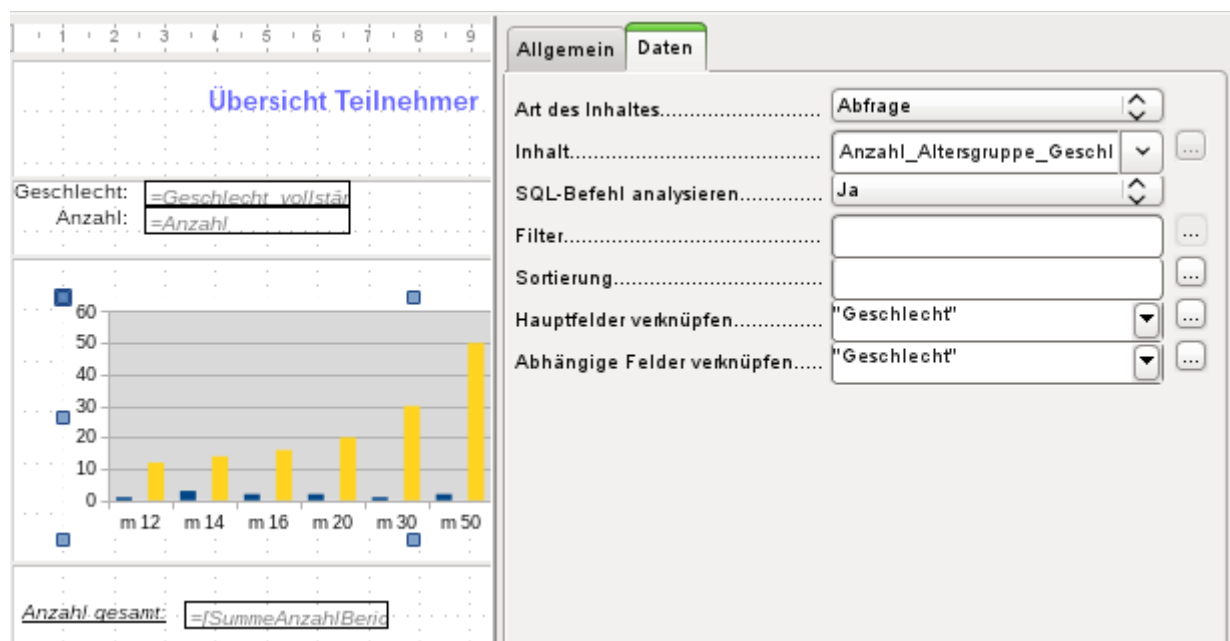 1 2 3 4 5 6 7 8 9
Übersicht Teilnehmer
Geschlecht: =Geschlecht_vollstän
Anzahl: =Anzahl
60
50
40
30
20
10
0
m 12 m 14 m 16 m 20 m 30 m 50
Anzahl gesamt: =[SummeAnzahlBeric
Allgemein Daten
Art des Inhaltes.......................... Abfrage
Inhalt......................................... Anzahl_Altersgruppe_Geschl ...
SQL-Befehl analysieren............... Ja
Filter.......................................... ...
Sortierung................................... ...
Hauptfelder verknüpfen............... "Geschlecht" ...
Abhängige Felder verknüpfen..... "Geschlecht" ...